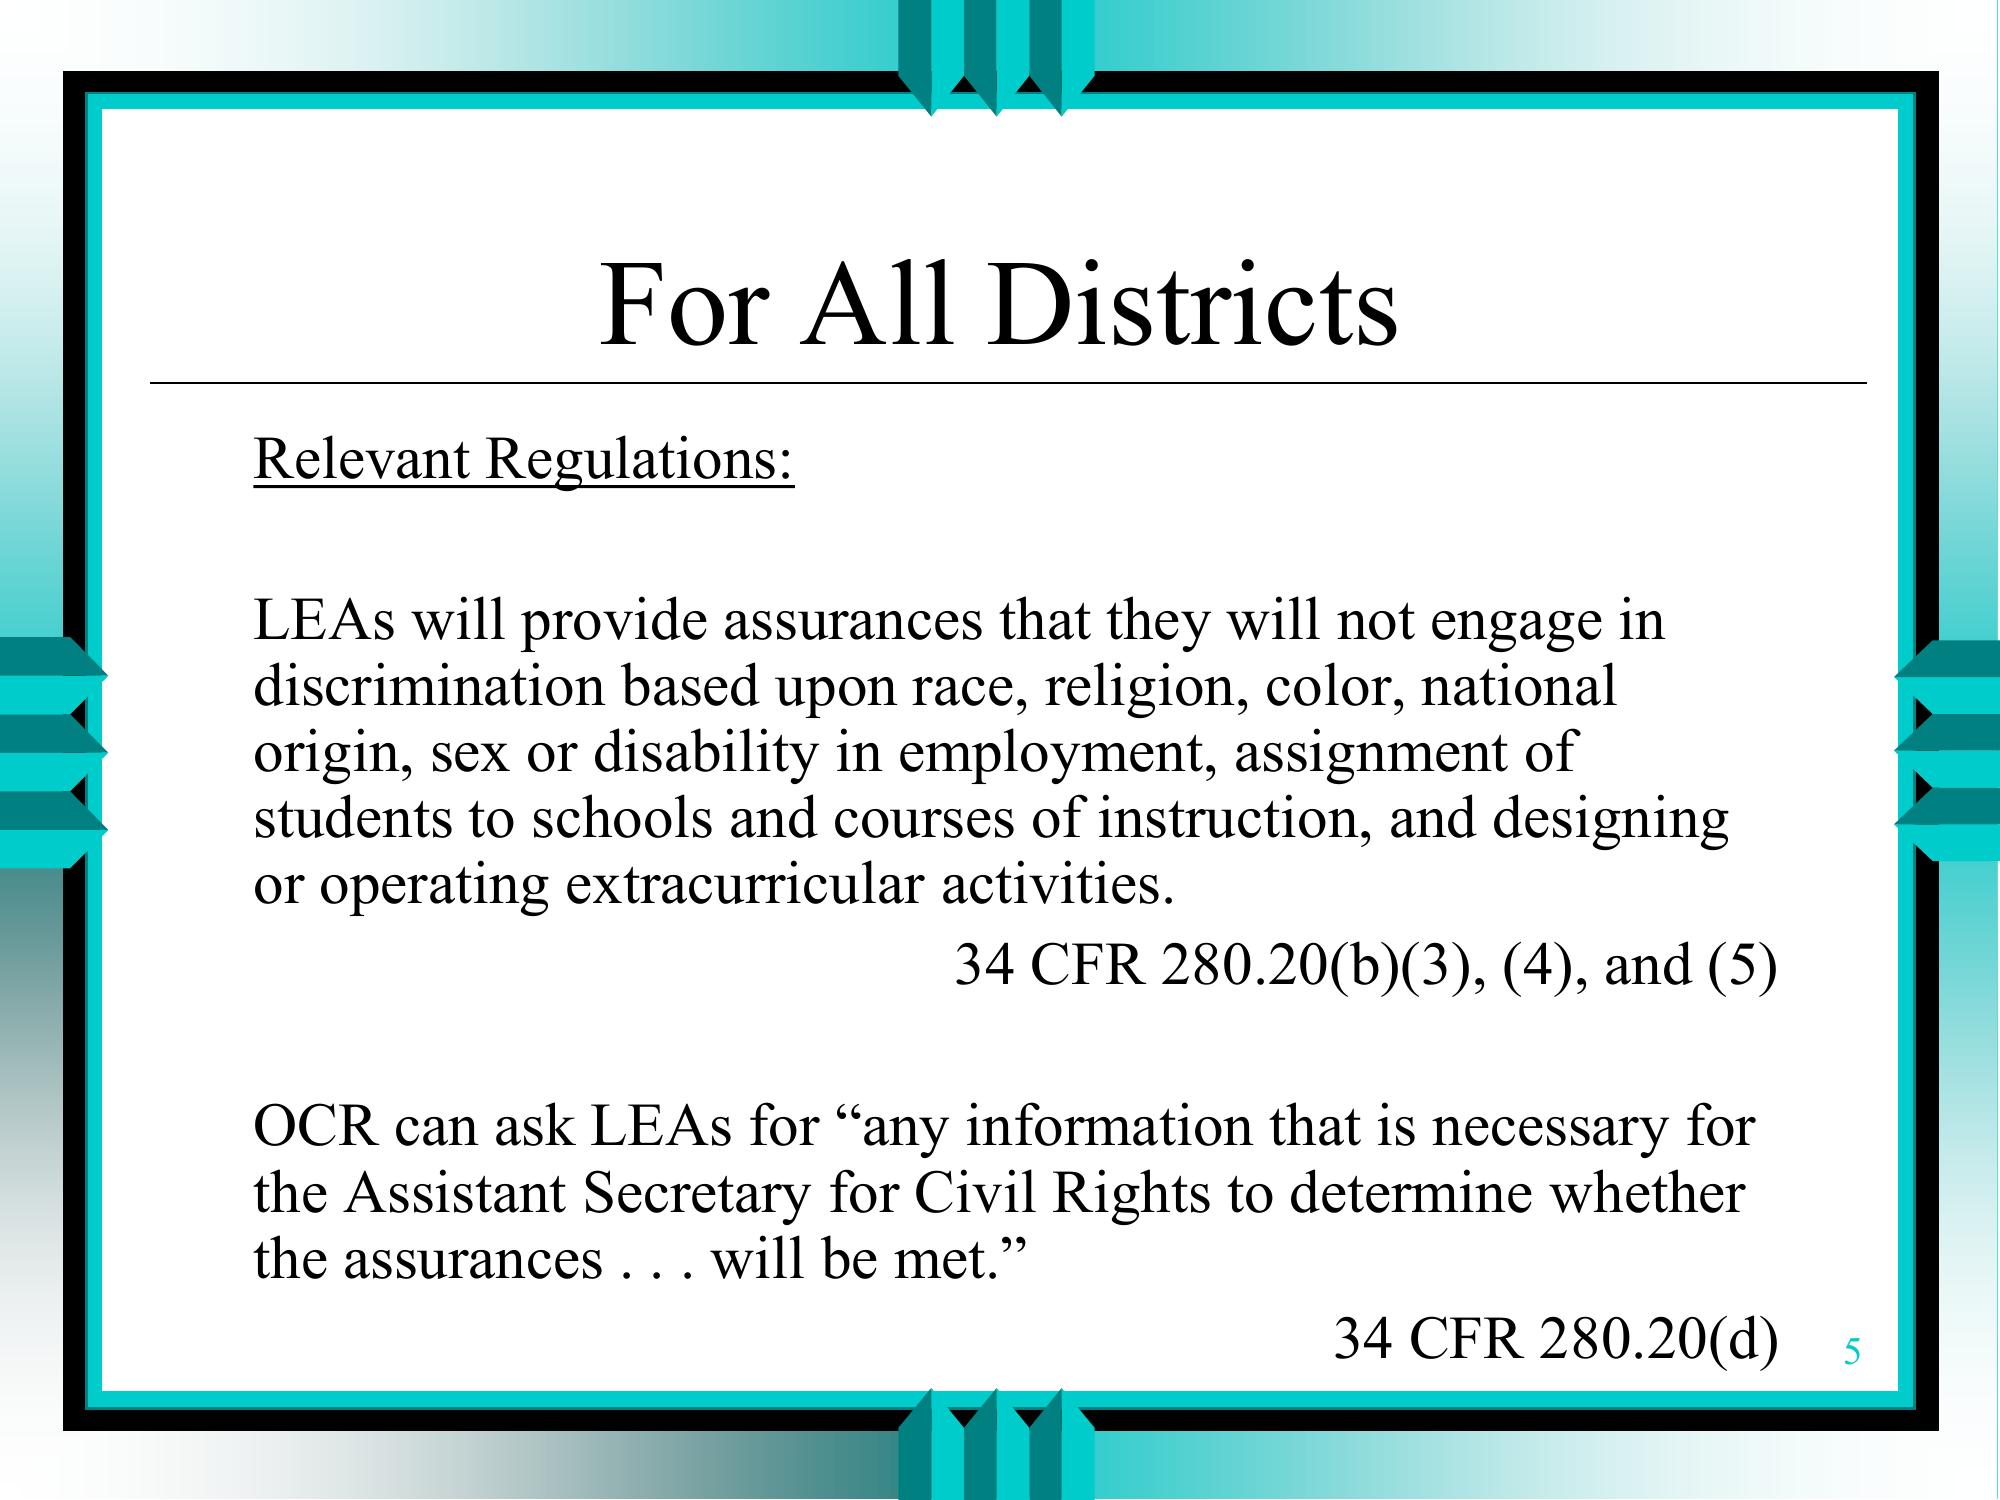 For All Districts
Relevant Regulations:
LEAs will provide assurances that they will not engage in
discrimination based upon race, religion, color, national
origin, sex or disability in employment, assignment of
students to schools and courses of instruction, and designing
or operating extracurricular activities.
34 CFR 280.20(b)(3), (4), and (5)
OCR can ask LEAs for “any information that is necessary for
the Assistant Secretary for Civil Rights to determine whether
the assurances . . . will be met.”
34 CFR 280.20(d)
5